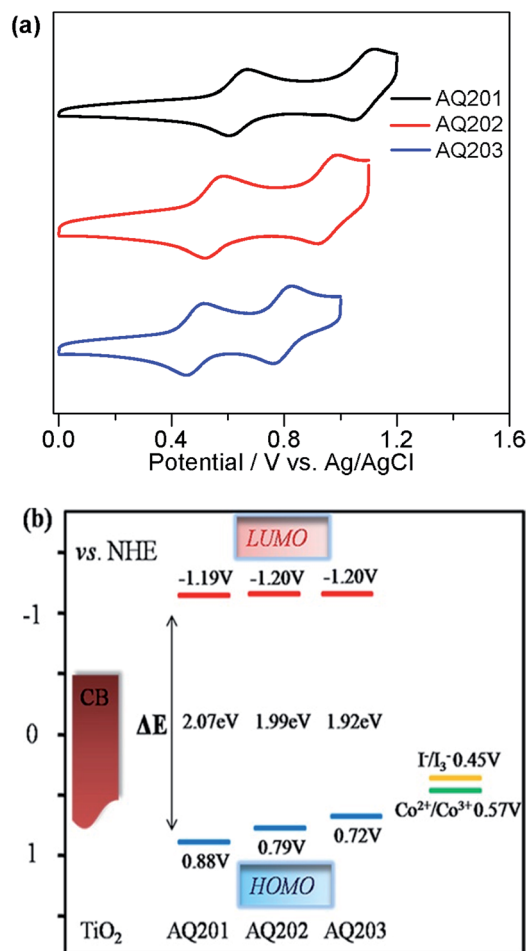 (a)
AQ201
AQ202
AQ203
0.0 0.4 0.8 1.2 1.6
Potential / V vs. Ag/AgCl
(b)
vs. NHE
LUMO
-1.19V -1.20V -1.20V
-1
CB
0
ΔE
2.07eV 1.99eV 1.92eV
I⁻/I₃⁻ 0.45V
Co²⁺/Co³⁺ 0.57V
0.88V 0.79V 0.72V
1
HOMO
TiO₂ AQ201 AQ202 AQ203